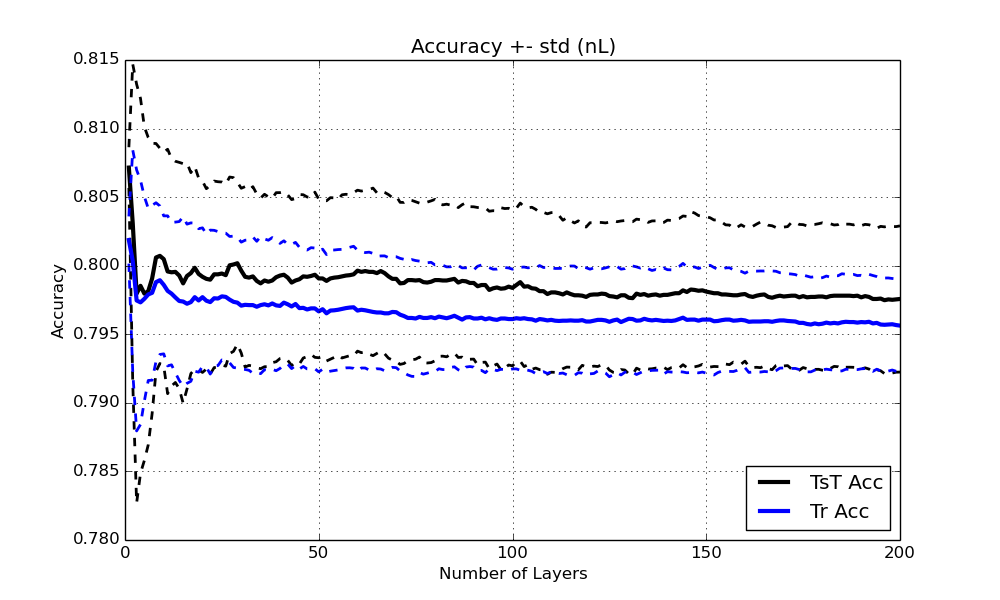 Accuracy +- std (nL)
0.815
0.810
0.805
0.800
0.795
0.790
0.785
0.780
Accuracy
0 50 100 150 200
Number of Layers
TsT Acc
Tr Acc